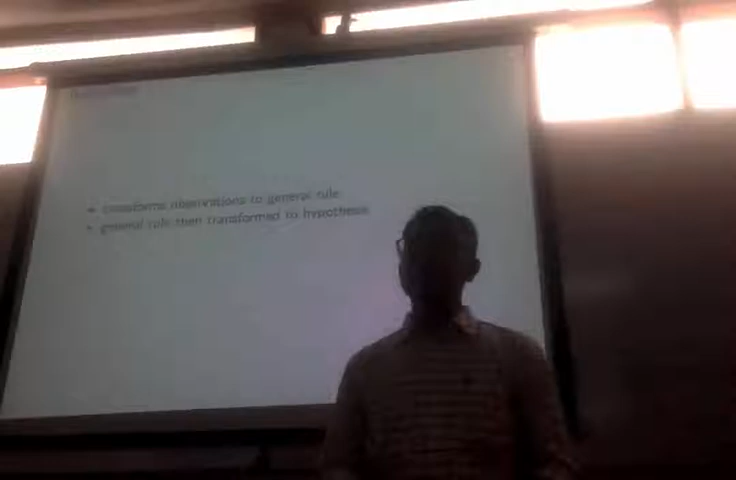 • transforms observations to general rule
• general rule then transformed to hypothesis